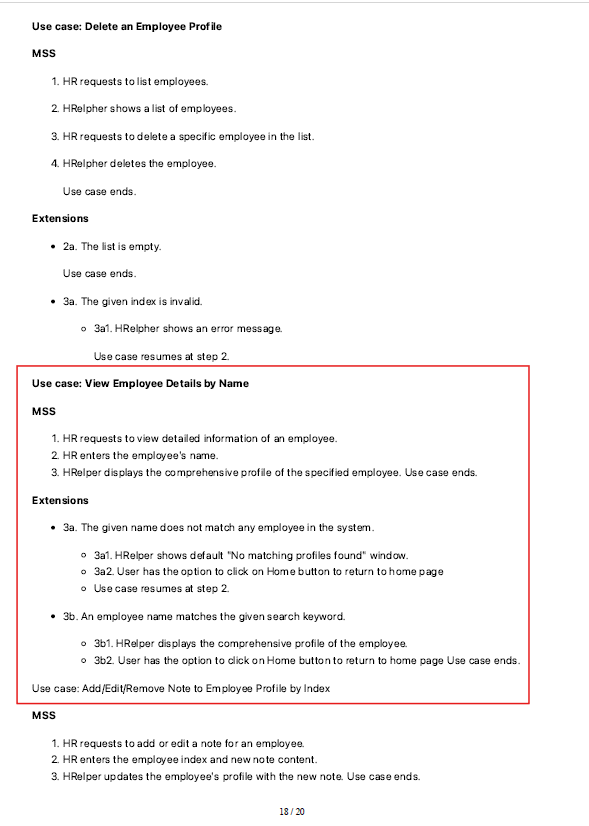 Use case: Delete an Employee Profile
MSS
1. HR requests to list employees.
2. HRelpher shows a list of employees.
3. HR requests to delete a specific employee in the list.
4. HRelpher deletes the employee.
Use case ends.
Extensions
• 2a. The list is empty.
Use case ends.
• 3a. The given index is invalid.
◦ 3a1. HRelpher shows an error message.
Use case resumes at step 2.
Use case: View Employee Details by Name
MSS
1. HR requests to view detailed information of an employee.
2. HR enters the employee's name.
3. HRelper displays the comprehensive profile of the specified employee. Use case ends.
Extensions
• 3a. The given name does not match any employee in the system.
◦ 3a1. HRelper shows default "No matching profiles found" window.
◦ 3a2. User has the option to click on Home button to return to home page
◦ Use case resumes at step 2.
• 3b. An employee name matches the given search keyword.
◦ 3b1. HRelper displays the comprehensive profile of the employee.
◦ 3b2. User has the option to click on Home button to return to home page Use case ends.
Use case: Add/Edit/Remove Note to Employee Profile by Index
MSS
1. HR requests to add or edit a note for an employee.
2. HR enters the employee index and new note content.
3. HRelper updates the employee's profile with the new note. Use case ends.
18 / 20